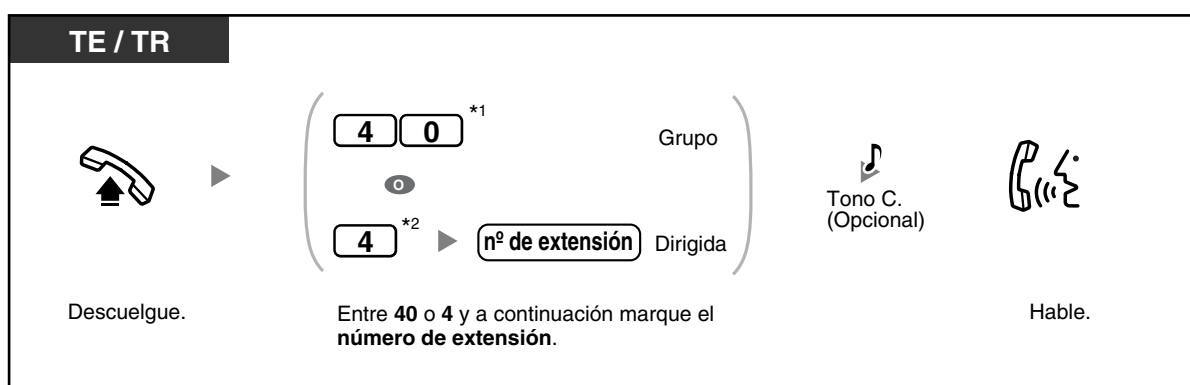 TE / TR
4 0 *1 Grupo
o
4 *2 nº de extensión Dirigida
Tono C.
(Opcional)
Descuelgue.
Entre 40 o 4 y a continuación marque el
número de extensión.
Hable.